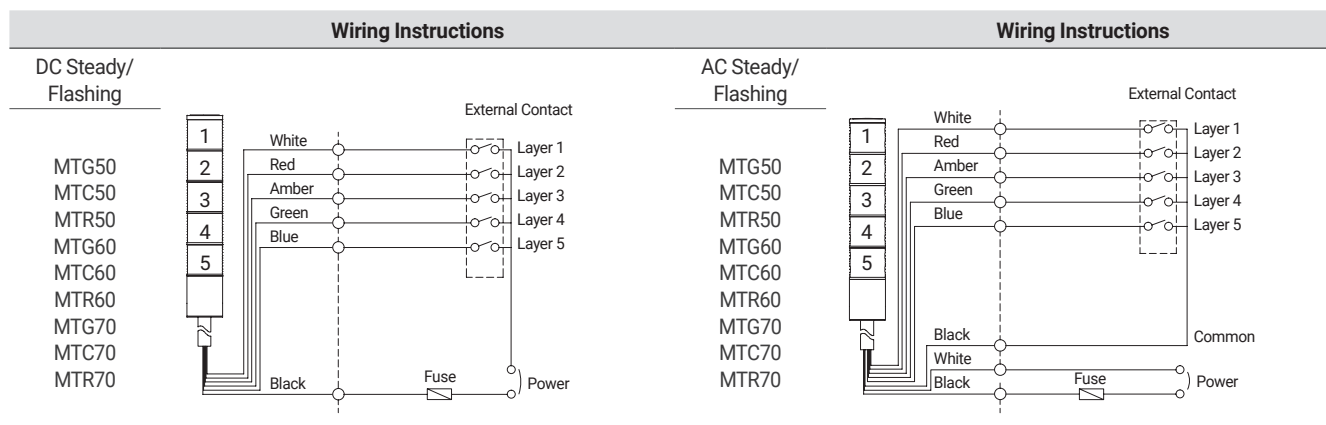 Wiring Instructions
DC Steady/
Flashing
MTG50
MTC50
MTR50
MTG60
MTC60
MTR60
MTG70
MTC70
MTR70
1
2
3
4
5
White
Red
Amber
Green
Blue
Black
External Contact
Layer 1
Layer 2
Layer 3
Layer 4
Layer 5
Fuse
Power
Wiring Instructions
AC Steady/
Flashing
MTG50
MTC50
MTR50
MTG60
MTC60
MTR60
MTG70
MTC70
MTR70
1
2
3
4
5
White
Red
Amber
Green
Blue
External Contact
Layer 1
Layer 2
Layer 3
Layer 4
Layer 5
Black
Common
White
Black
Fuse
Power